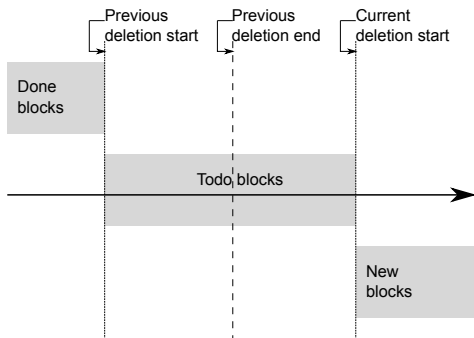 Previous
deletion start
Previous
deletion end
Current
deletion start
Done
blocks
Todo blocks
New
blocks